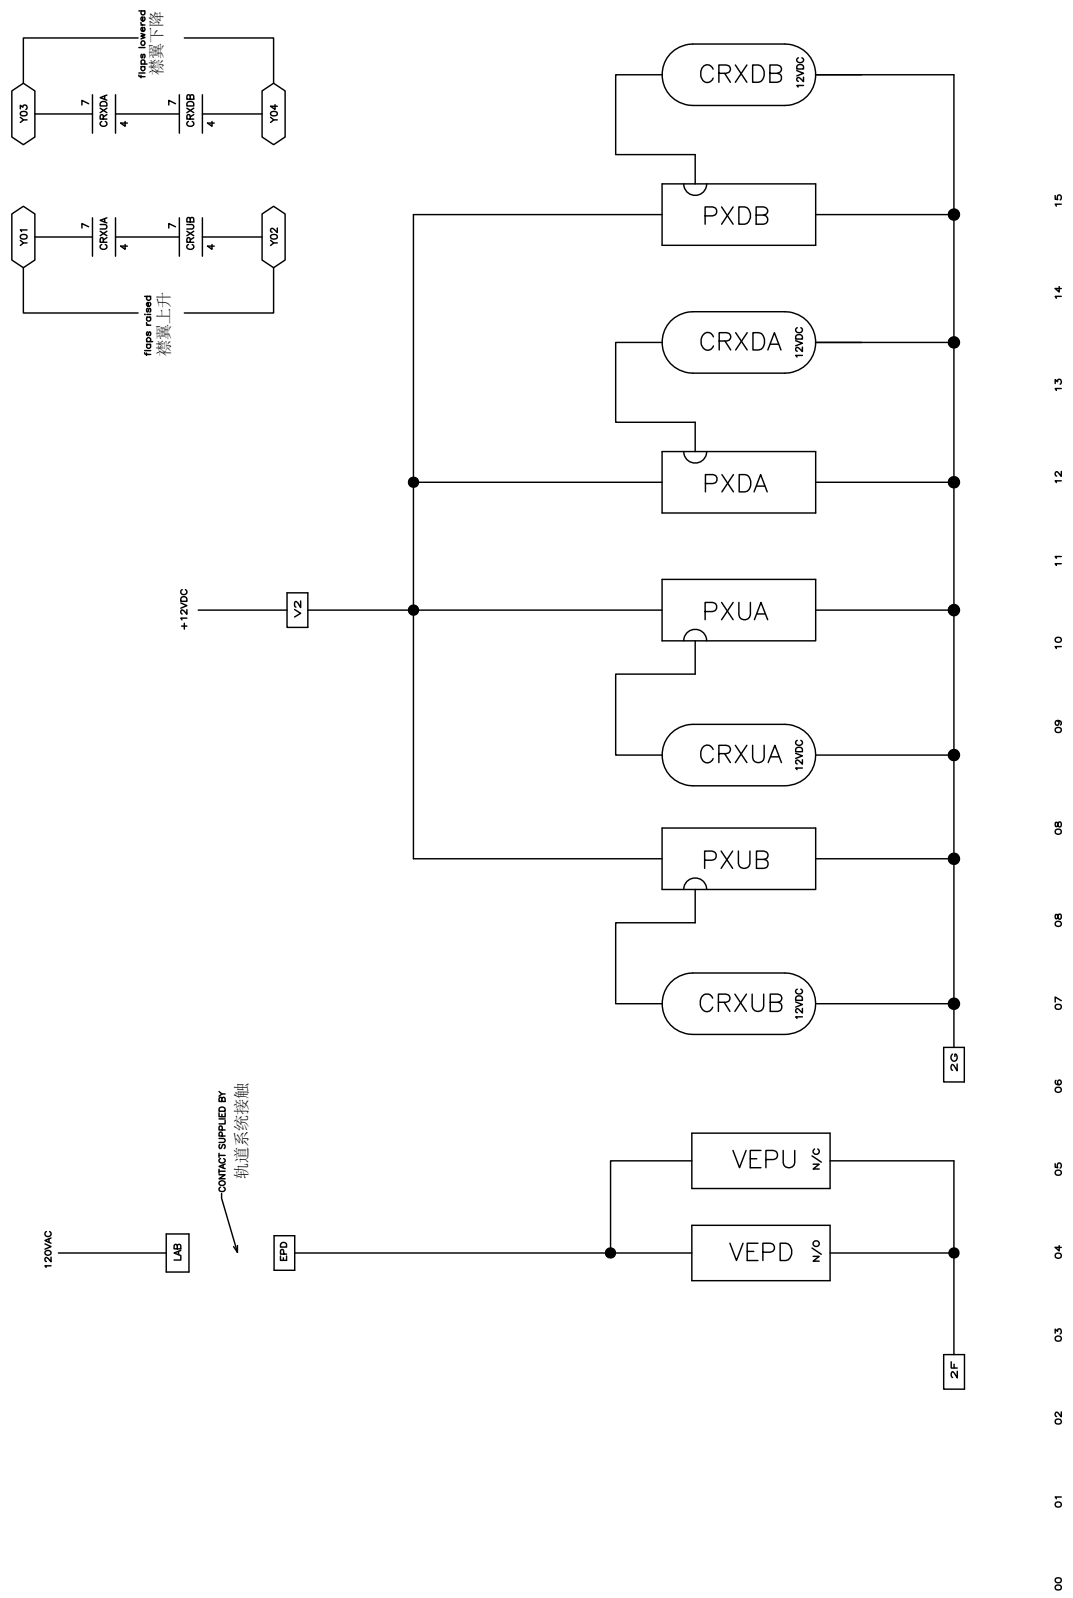 flaps lowered
襟翼下降
Y03
7
CRXDA
4
7
CRXDB
4
Y04
Y01
7
CRXUA
4
7
CRXUB
4
Y02
flaps raised
襟翼上升
CRXDB
12VDC
PXDB
CRXDA
12VDC
PXDA
+12VDC
V2
PXUA
CRXUA
12VDC
PXUB
CRXUB
12VDC
2G
CONTACT SUPPLIED BY
轨道系统接触
120VAC
LAB
EPD
VEPU
N/C
VEPD
N/O
2F
15
14
13
12
11
10
09
08
08
07
06
05
04
03
02
01
00